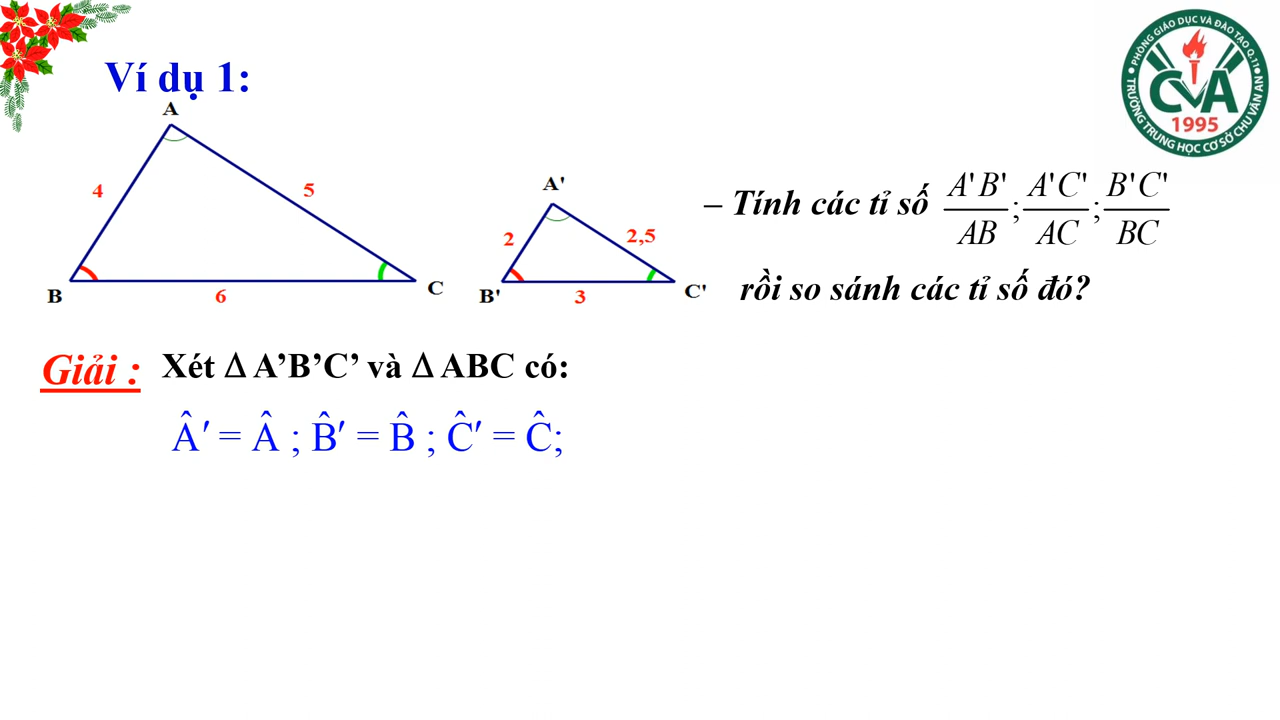 Ví dụ 1:
PHÒNG GIÁO DỤC VÀ ĐÀO TẠO Q.11
CVA
1995
TRƯỜNG TRUNG HỌC CƠ SỞ CHU VĂN AN
A
4
5
B
6
C
A'
2
2,5
B'
3
C'
– Tính các tỉ số A'B'/AB ; A'C'/AC ; B'C'/BC
rồi so sánh các tỉ số đó?
Giải : Xét Δ A’B’C’ và Δ ABC có:
Â′ = Â ; B̂′ = B̂ ; Ĉ′ = Ĉ;